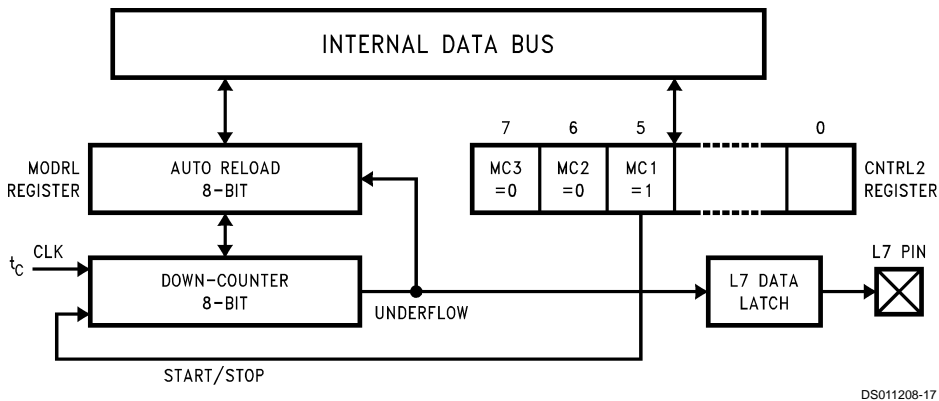 INTERNAL DATA BUS
7 6 5 0
MODRL
REGISTER
AUTO RELOAD
8-BIT
MC3
=0
MC2
=0
MC1
=1
CNTRL2
REGISTER
tC
CLK
DOWN-COUNTER
8-BIT
UNDERFLOW
L7 DATA
LATCH
L7 PIN
START/STOP
DS011208-17